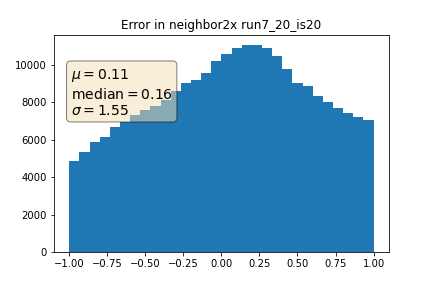 Error in neighbor2x run7_20_is20
μ = 0.11
median = 0.16
σ = 1.55
10000
8000
6000
4000
2000
0
−1.00 −0.75 −0.50 −0.25 0.00 0.25 0.50 0.75 1.00